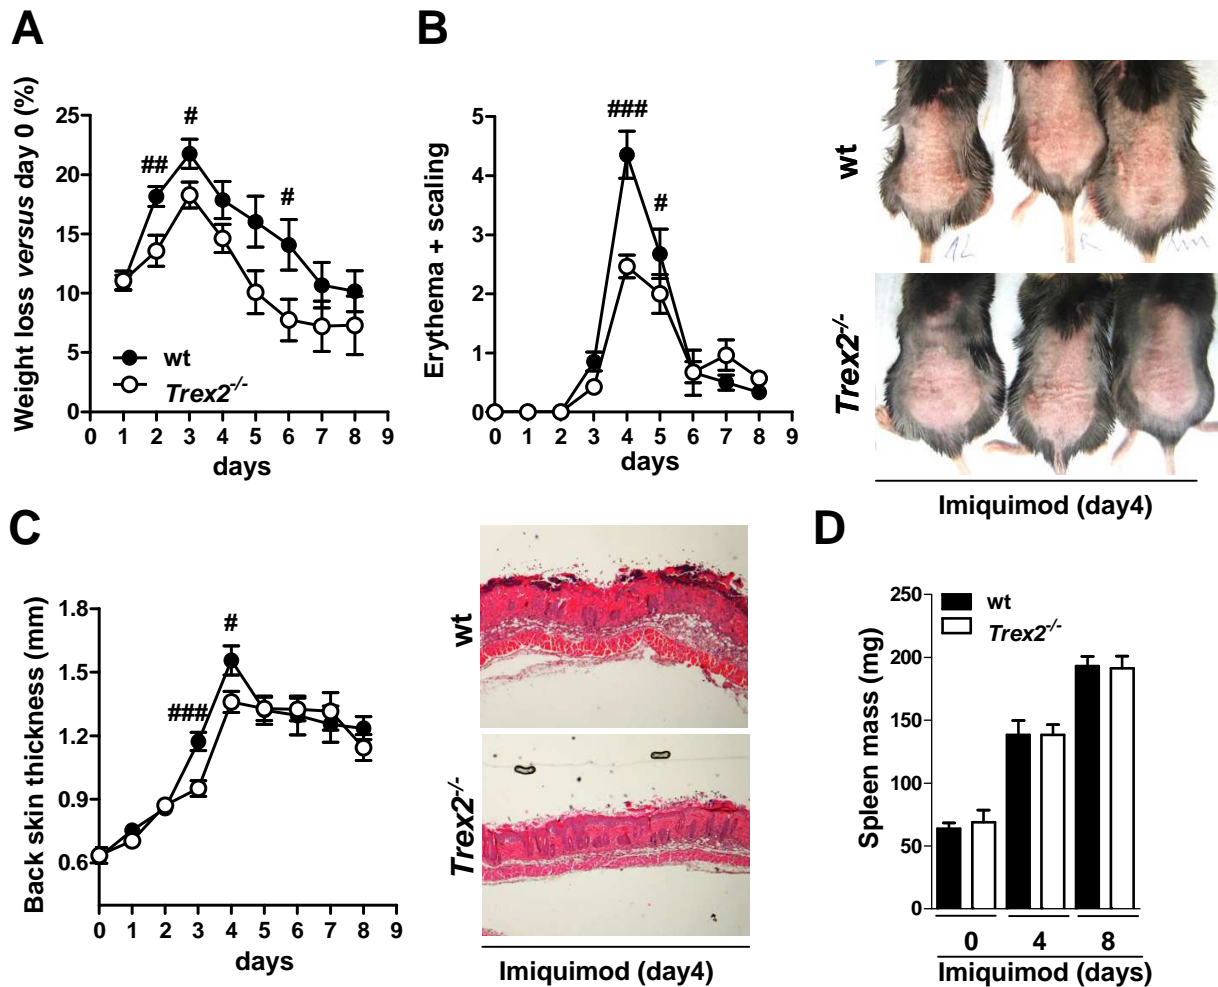 A
Weight loss versus day 0 (%)
25
20
15
10
5
0
##
#
#
wt
Trex2-/-
0 1 2 3 4 5 6 7 8 9
days
B
Erythema + scaling
5
4
3
2
1
0
###
#
0 1 2 3 4 5 6 7 8 9
days
wt
Trex2-/-
Imiquimod (day4)
C
Back skin thickness (mm)
1.8
1.5
1.2
0.9
0.6
###
#
0 1 2 3 4 5 6 7 8 9
days
wt
Trex2-/-
Imiquimod (day4)
D
Spleen mass (mg)
250
200
150
100
50
0
wt
Trex2-/-
0 4 8
Imiquimod (days)